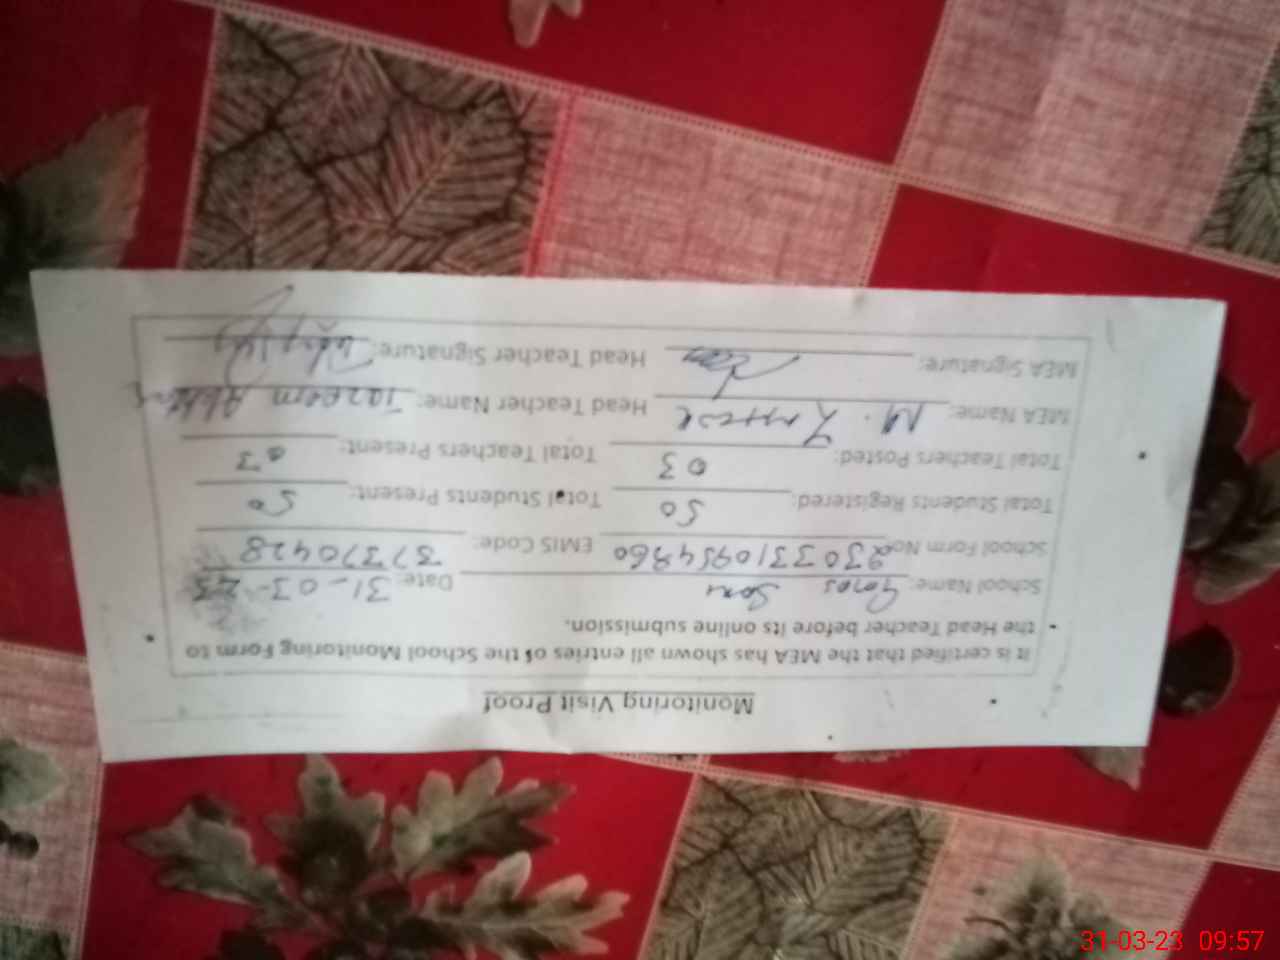 Monitoring Visit Proof
It is certified that the MEA has shown all entries of the School Monitoring Form to
the Head Teacher before its online submission.
School Name: Date: 31-03-23
School Form No: 9303310954960 EMIS Code: 37370428
Total Students Registered: 50 Total Students Present: 50
Total Teachers Posted: 03 Total Teachers Present: 03
MEA Name: M. Head Teacher Name: Tazeem Akhtar
MEA Signature: Head Teacher Signature:
31-03-23 09:57